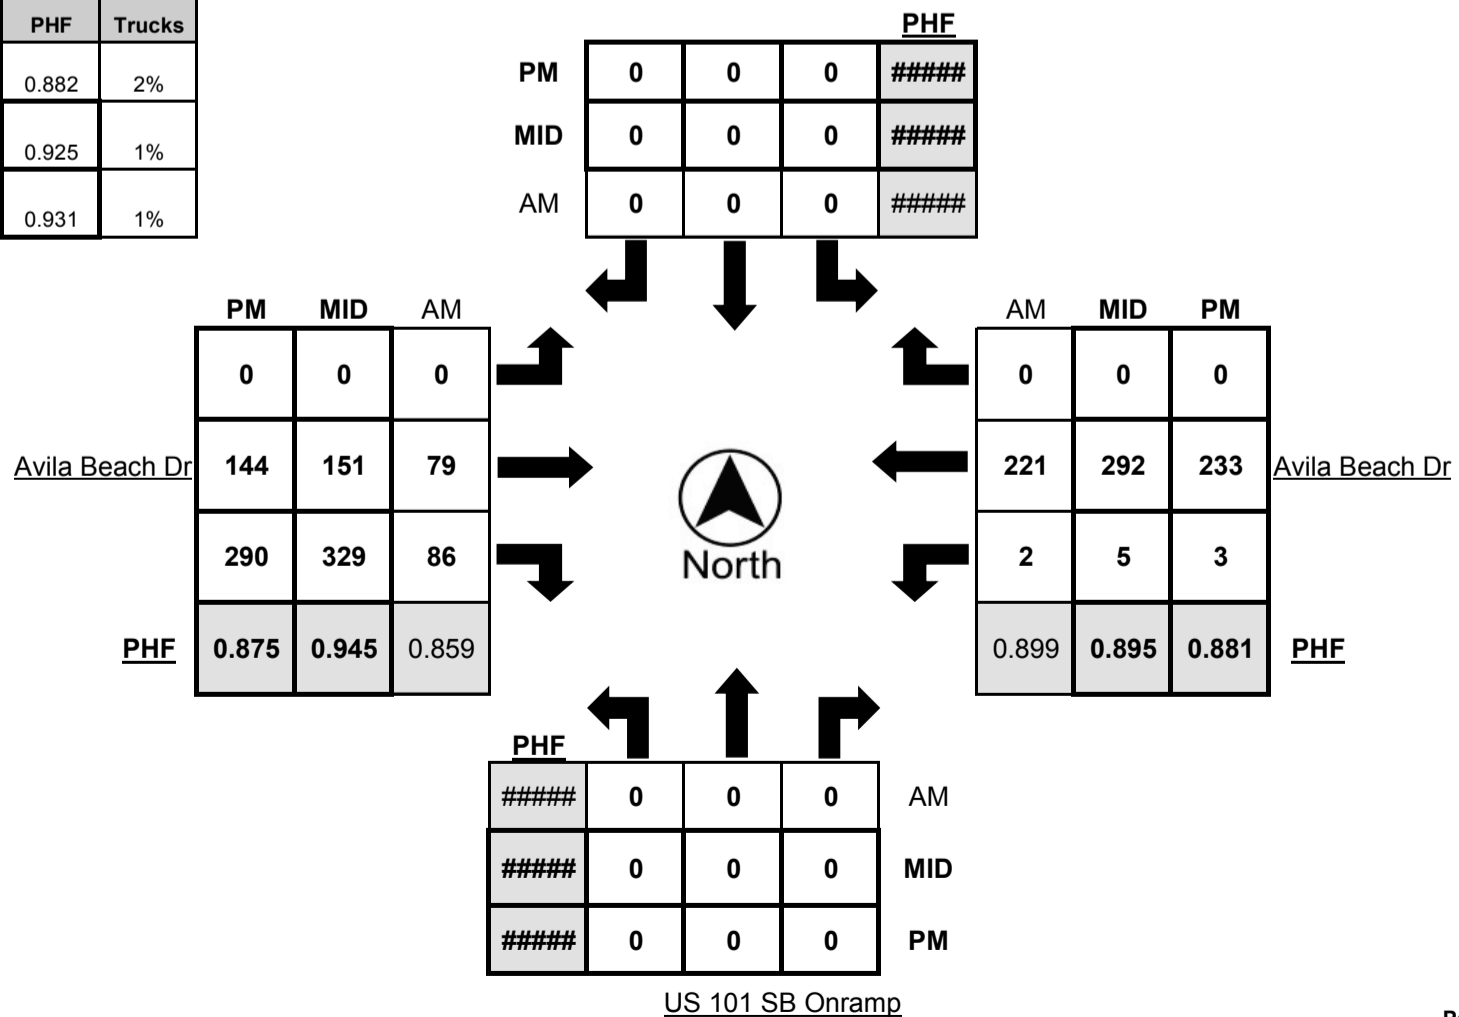 PHF Trucks
0.882 2%
0.925 1%
0.931 1%
PHF
PM 0 0 0 #####
MID 0 0 0 #####
AM 0 0 0 #####
PM MID AM
0 0 0
Avila Beach Dr 144 151 79
290 329 86
PHF 0.875 0.945 0.859
North
AM MID PM
0 0 0
221 292 233 Avila Beach Dr
2 5 3
0.899 0.895 0.881 PHF
PHF
##### 0 0 0 AM
##### 0 0 0 MID
##### 0 0 0 PM
US 101 SB Onramp